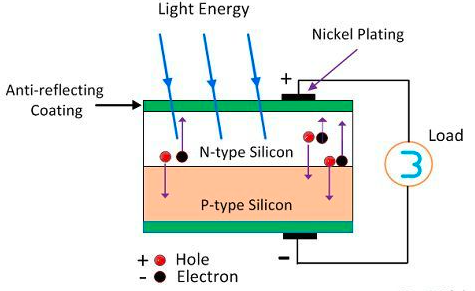 Light Energy
Nickel Plating
Anti-reflecting
Coating
+
Load
N-type Silicon
P-type Silicon
-
+ Hole
- Electron